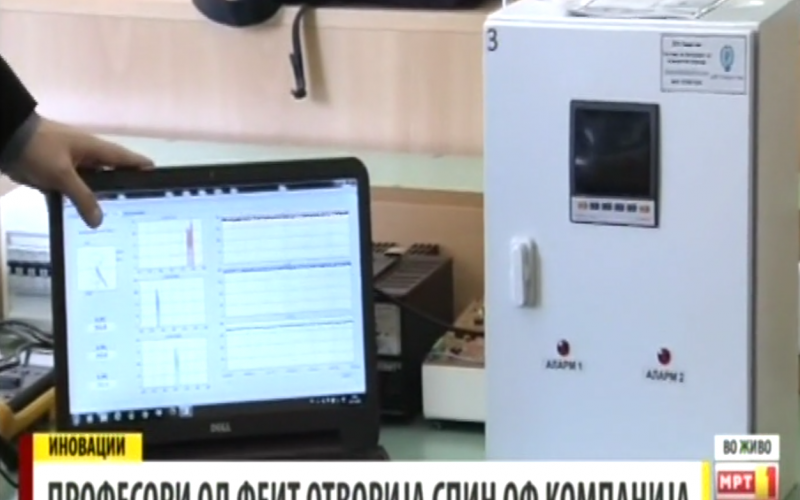 3
АЛАРМ 1
АЛАРМ 2
DELL
ИНОВАЦИИ
ВО ЖИВО
ПРОФЕСОРИ ОД ФЕИТ ОТВОРИЈА СПИН ОФ КОМПАНИЈА
МРТ 1